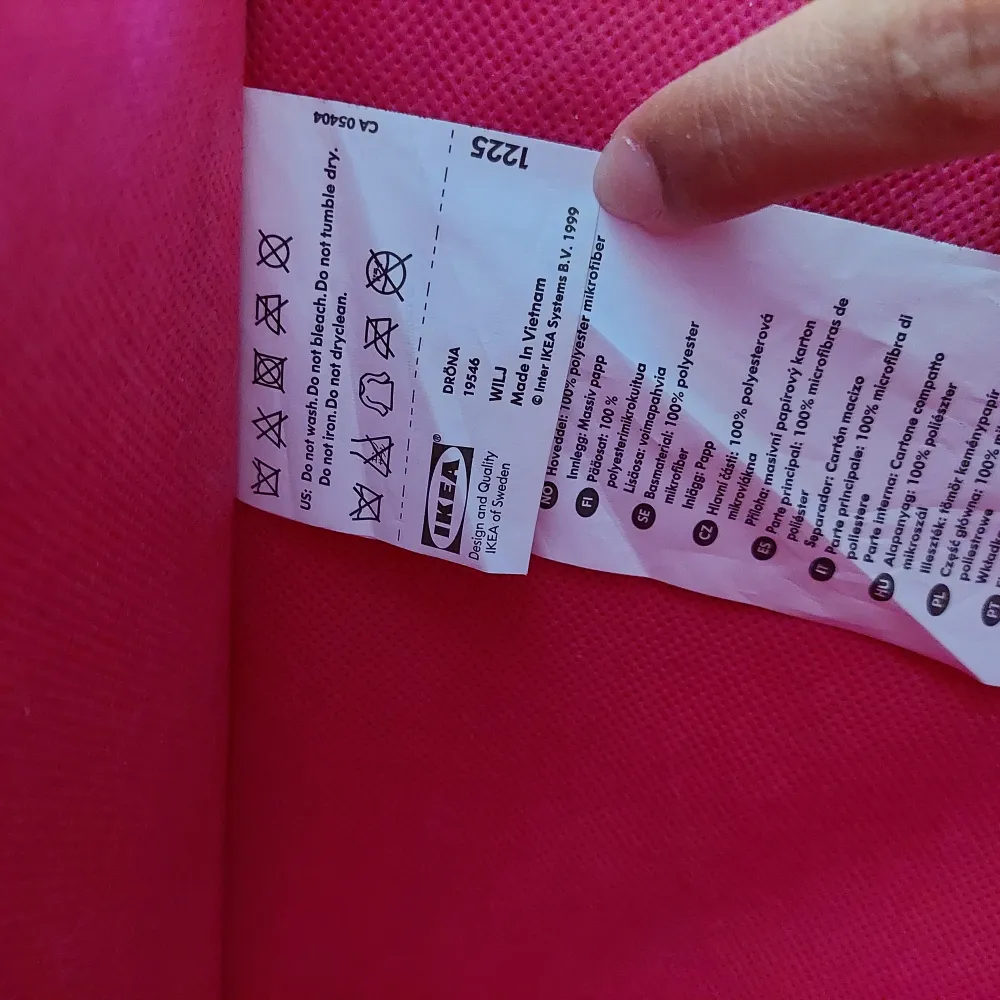 CA 05404
US: Do not wash.Do not bleach.Do not tumble dry.
Do not iron.Do not dryclean.
1225
IKEA®
Design and Quality
IKEA of Sweden
DRÖNA
19546
WILJ
Made In Vietnam
© Inter IKEA Systems B.V. 1999
NO Hoveddel: 100% polyester mikrofiber
Innlegg: Massiv papp
FI Pääosat: 100 %
polyesterimikrokuitua
Lisäosa: voimapahvia
SE Basmaterial: 100% polyester
mikrofiber
Inlägg: Papp
CZ Hlavní části: 100% polyesterová
mikrovlákna
Příloha: masivní papírový karton
ES Parte principal: 100% microfibras de
poliéster
Separador: Cartón macizo
IT Parte principale: 100% microfibra di
poliestere
Parte interna: Cartone compatto
HU Alapanyag: 100% poliészter
mikroszál
Illeszték: tömör keménypapír
PL Część główna: 100%
poliestrowe
PT